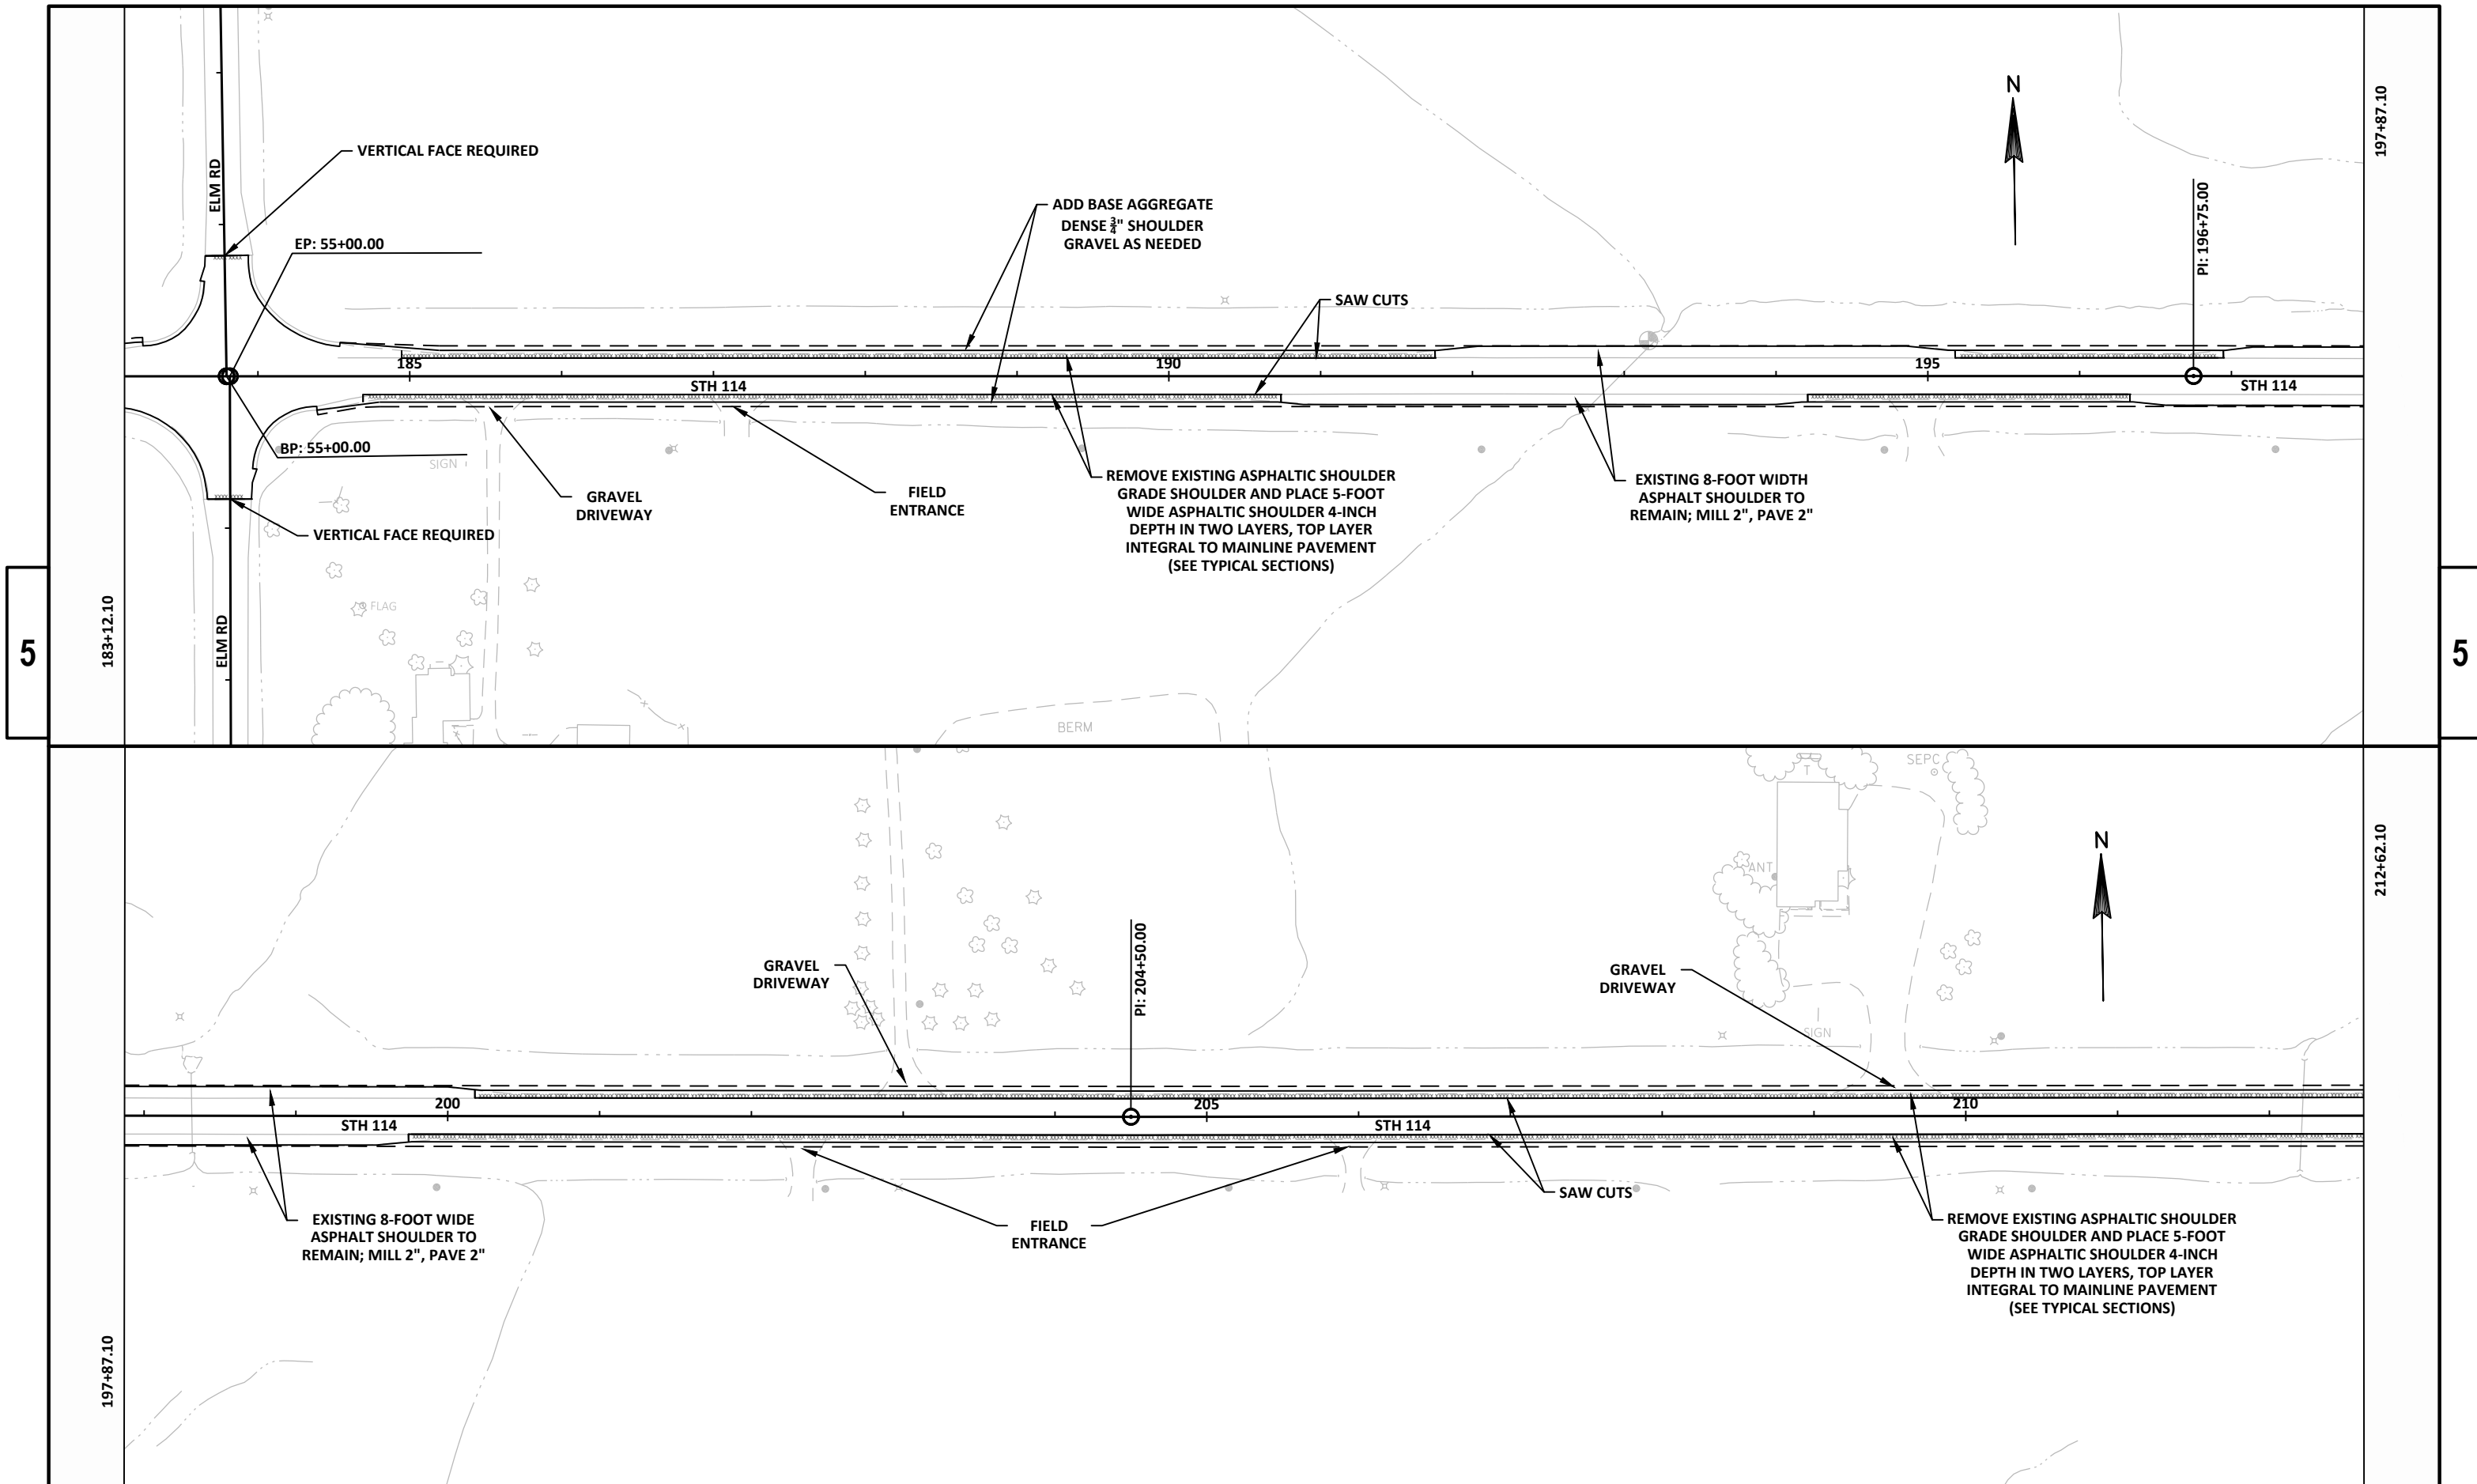 5
183+12.10
ELM RD
VERTICAL FACE REQUIRED
EP: 55+00.00
BP: 55+00.00
SIGN
VERTICAL FACE REQUIRED
FLAG
ELM RD
185
STH 114
GRAVEL
DRIVEWAY
FIELD
ENTRANCE
ADD BASE AGGREGATE
DENSE 3/4" SHOULDER
GRAVEL AS NEEDED
190
SAW CUTS
REMOVE EXISTING ASPHALTIC SHOULDER
GRADE SHOULDER AND PLACE 5-FOOT
WIDE ASPHALTIC SHOULDER 4-INCH
DEPTH IN TWO LAYERS, TOP LAYER
INTEGRAL TO MAINLINE PAVEMENT
(SEE TYPICAL SECTIONS)
BERM
EXISTING 8-FOOT WIDTH
ASPHALT SHOULDER TO
REMAIN; MILL 2", PAVE 2"
195
N
PI: 196+75.00
STH 114
197+87.10
5
197+87.10
200
STH 114
EXISTING 8-FOOT WIDE
ASPHALT SHOULDER TO
REMAIN; MILL 2", PAVE 2"
GRAVEL
DRIVEWAY
PI: 204+50.00
205
STH 114
FIELD
ENTRANCE
SAW CUTS
GRAVEL
DRIVEWAY
T
SEPC
ANT
SIGN
210
N
REMOVE EXISTING ASPHALTIC SHOULDER
GRADE SHOULDER AND PLACE 5-FOOT
WIDE ASPHALTIC SHOULDER 4-INCH
DEPTH IN TWO LAYERS, TOP LAYER
INTEGRAL TO MAINLINE PAVEMENT
(SEE TYPICAL SECTIONS)
212+62.10